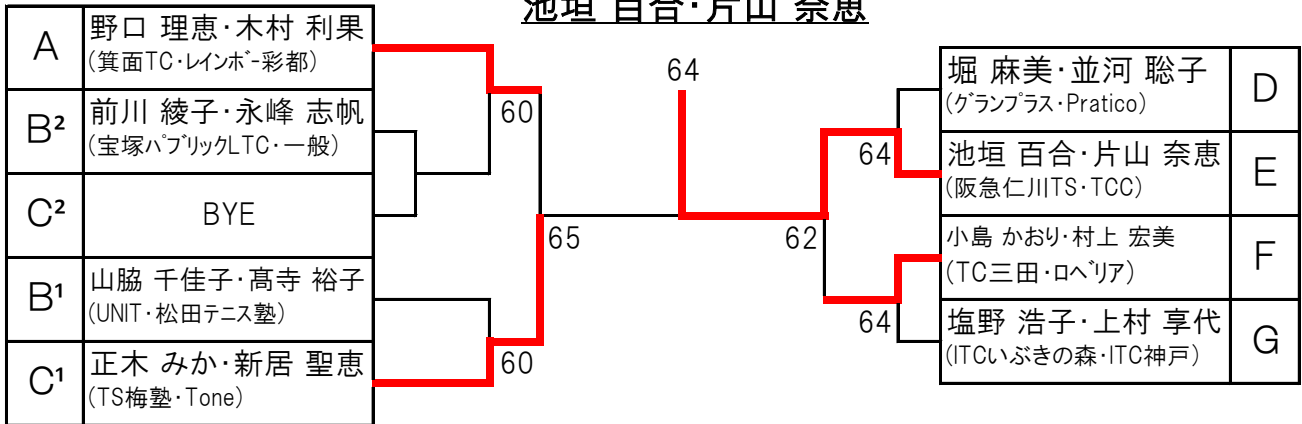 池垣 百合・片山 奈恵
A
野口 理恵・木村 利果
(箕面TC・レインボー彩都)
B²
前川 綾子・永峰 志帆
(宝塚パブリックLTC・一般)
C²
BYE
B¹
山脇 千佳子・髙寺 裕子
(UNIT・松田テニス塾)
C¹
正木 みか・新居 聖恵
(TS梅塾・Tone)
60
60
65
64
62
64
64
堀 麻美・並河 聡子
(グランプラス・Pratico)
D
池垣 百合・片山 奈恵
(阪急仁川TS・TCC)
E
小島 かおり・村上 宏美
(TC三田・ロベリア)
F
塩野 浩子・上村 享代
(ITCいぶきの森・ITC神戸)
G